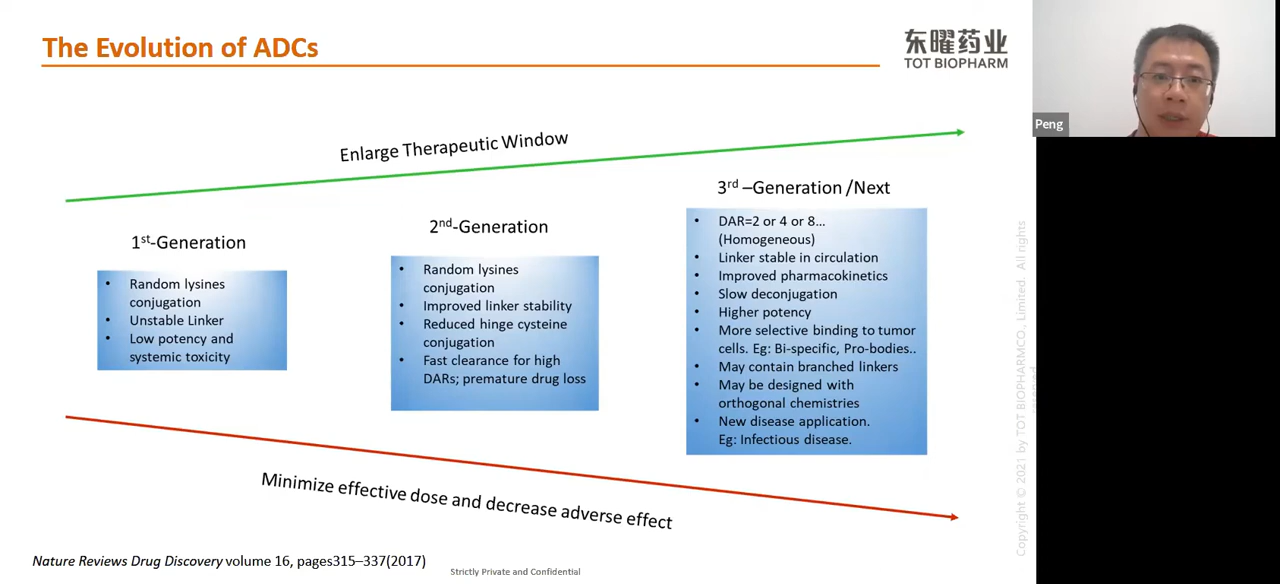 The Evolution of ADCs
东曜药业
TOT BIOPHARM
Peng
Enlarge Therapeutic Window
1st-Generation
• Random lysines
conjugation
• Unstable Linker
• Low potency and
systemic toxicity
2nd-Generation
• Random lysines
conjugation
• Improved linker stability
• Reduced hinge cysteine
conjugation
• Fast clearance for high
DARs; premature drug loss
3rd –Generation /Next
• DAR=2 or 4 or 8...
(Homogeneous)
• Linker stable in circulation
• Improved pharmacokinetics
• Slow deconjugation
• Higher potency
• More selective binding to tumor
cells. Eg: Bi-specific, Pro-bodies..
• May contain branched linkers
• May be designed with
orthogonal chemistries
• New disease application.
Eg: Infectious disease.
Minimize effective dose and decrease adverse effect
Nature Reviews Drug Discovery volume 16, pages315–337(2017)
Strictly Private and Confidential
Copyright © 2021 by TOT BIOPHARMCO., Limited. All rights
reserved